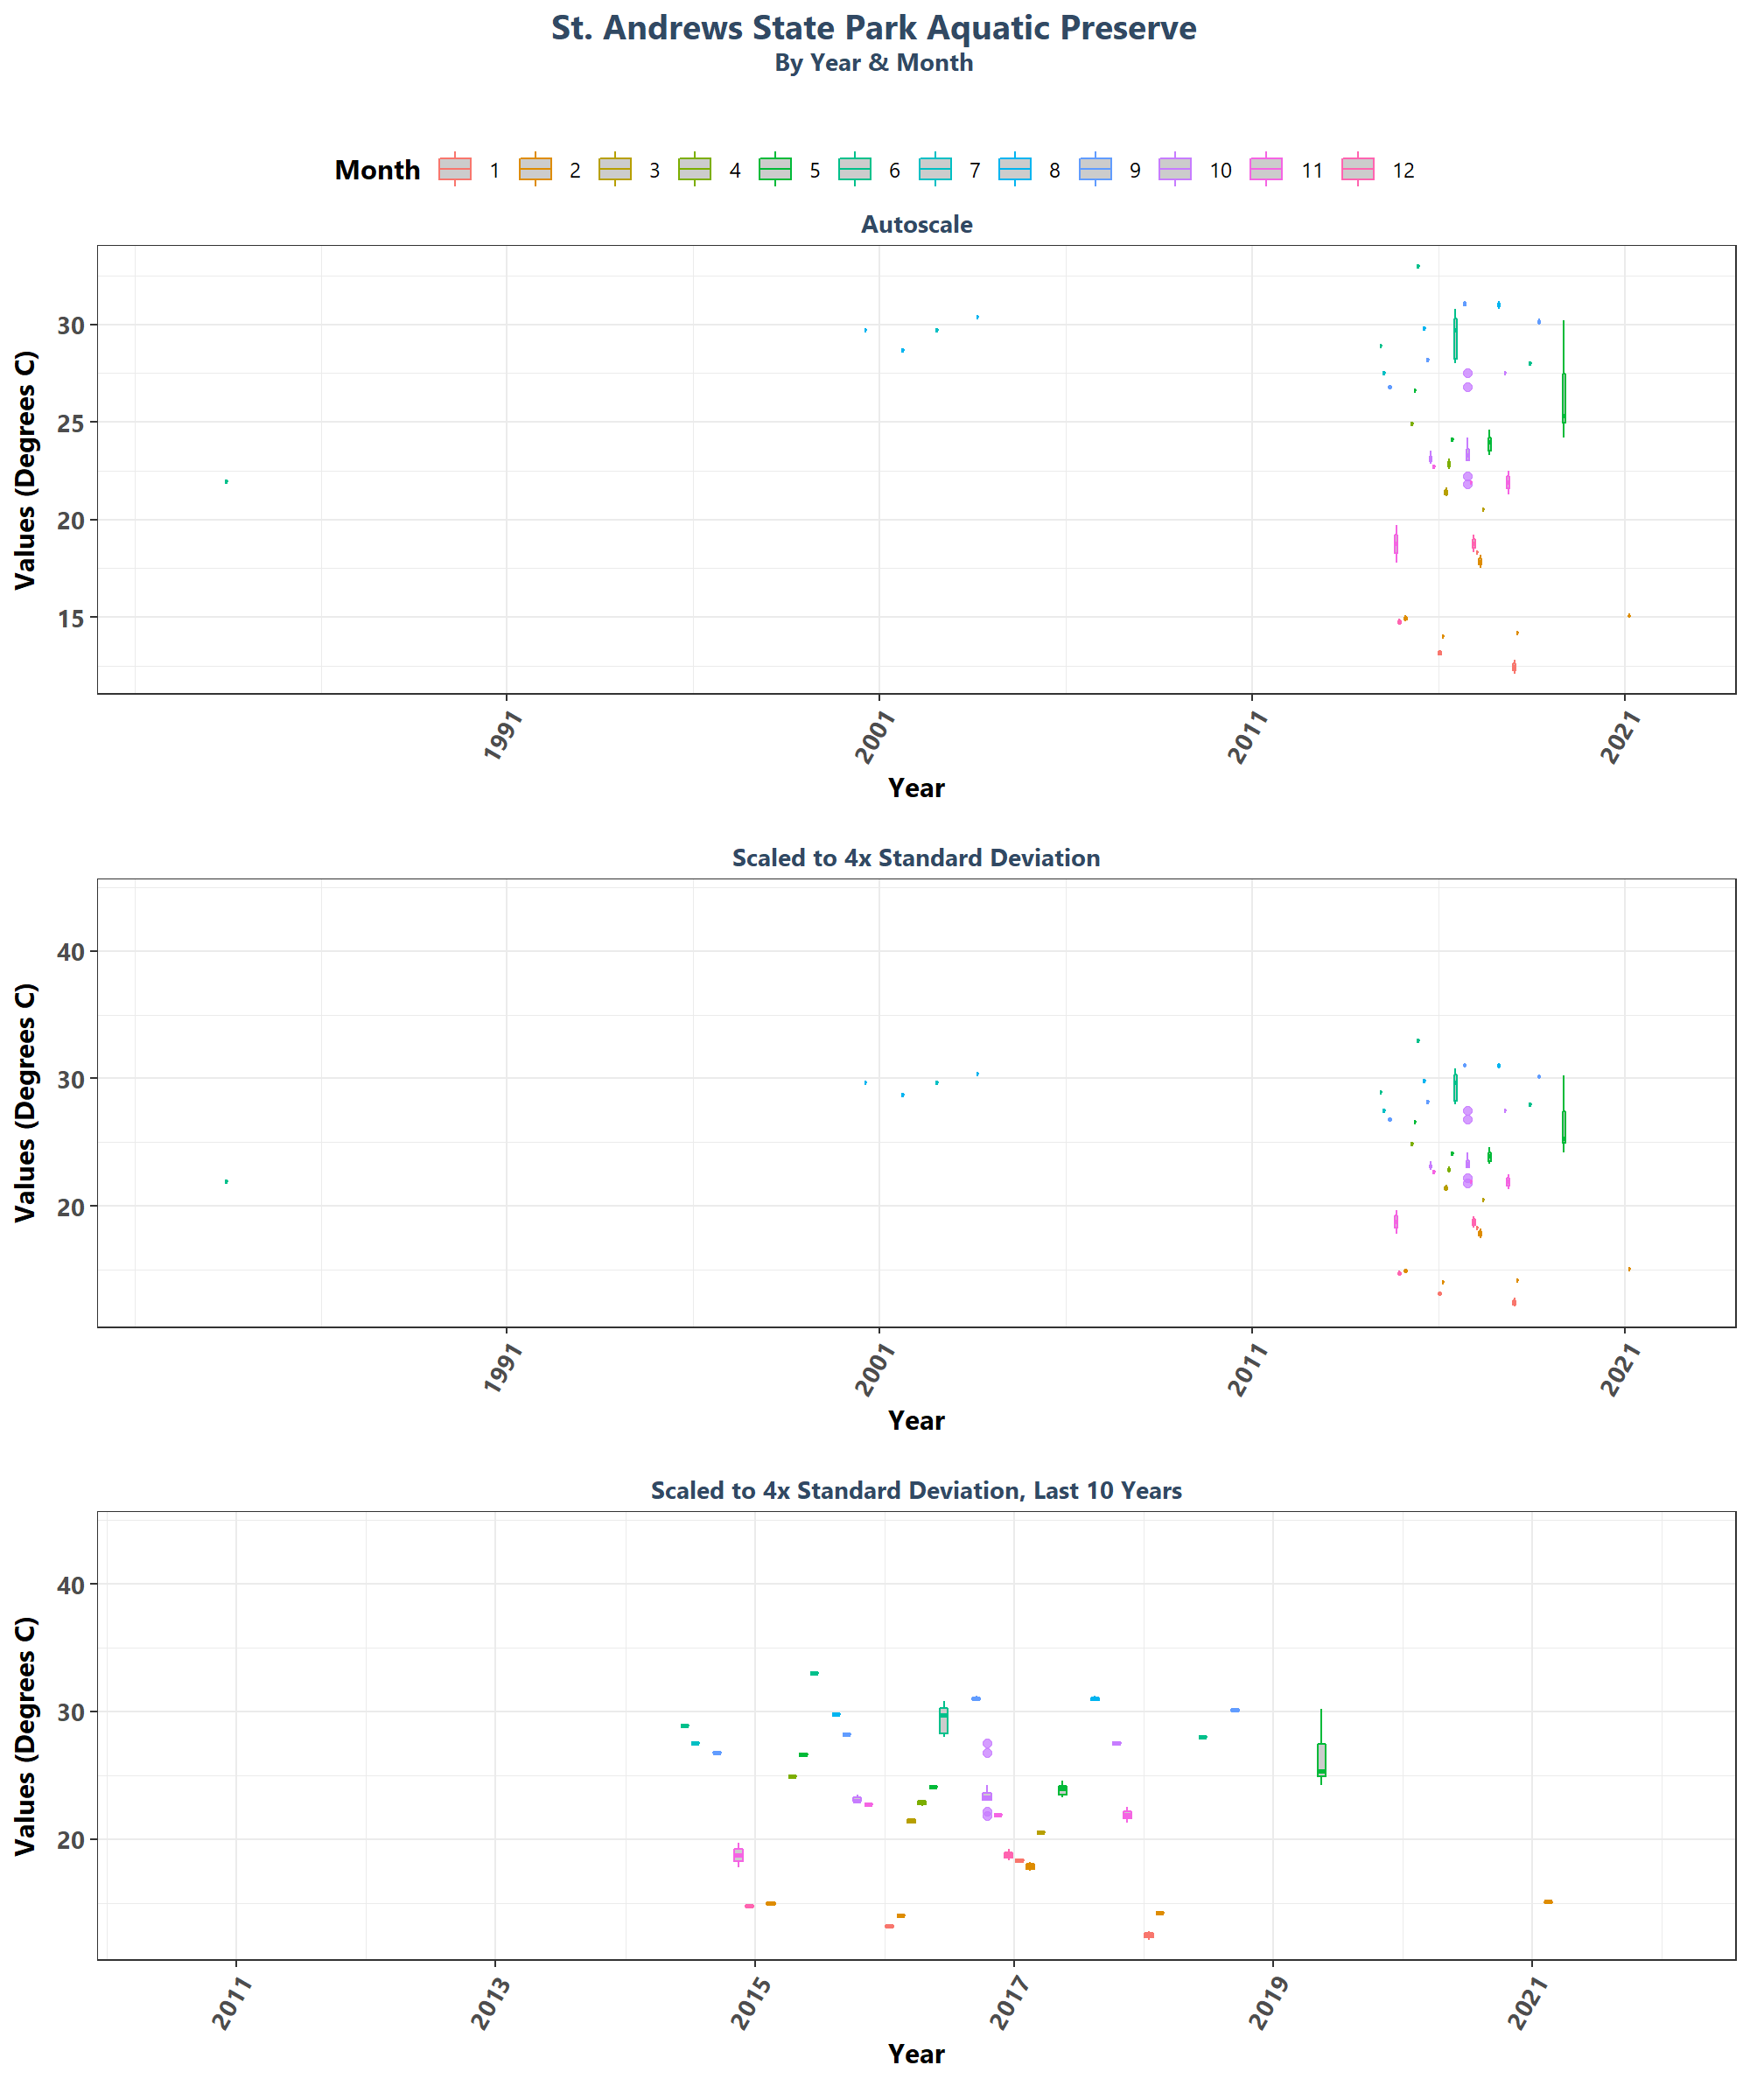 St. Andrews State Park Aquatic Preserve
By Year & Month
Month 1 2 3 4 5 6 7 8 9 10 11 12
Autoscale
Values (Degrees C)
30
25
20
15
1991 2001 2011 2021
Year
Scaled to 4x Standard Deviation
Values (Degrees C)
40
30
20
1991 2001 2011 2021
Year
Scaled to 4x Standard Deviation, Last 10 Years
Values (Degrees C)
40
30
20
2011 2013 2015 2017 2019 2021
Year